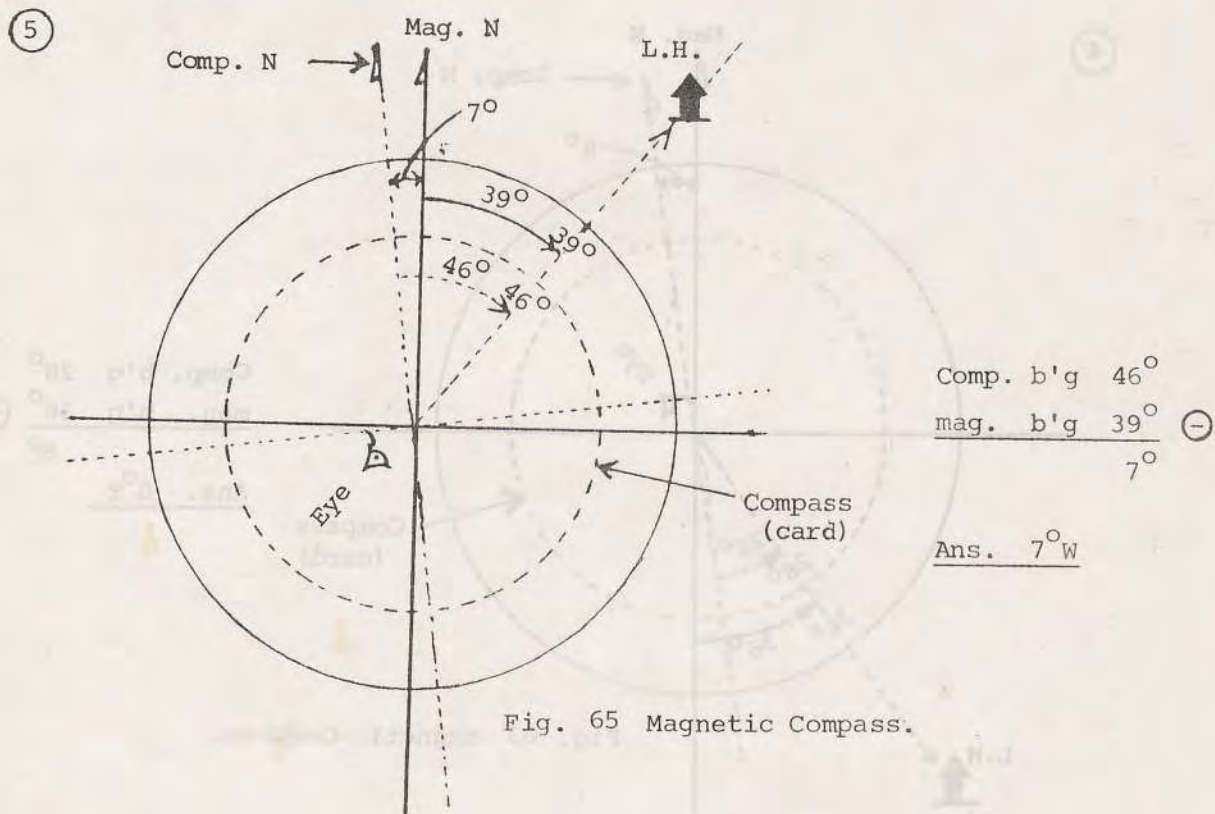 5
Mag. N
Comp. N
L.H.
7°
39°
39°
46°
46°
Comp. b'g 46°
mag. b'g 39° −
7°
Eye
Compass
(card)
Ans. 7°W
Fig. 65 Magnetic Compass.